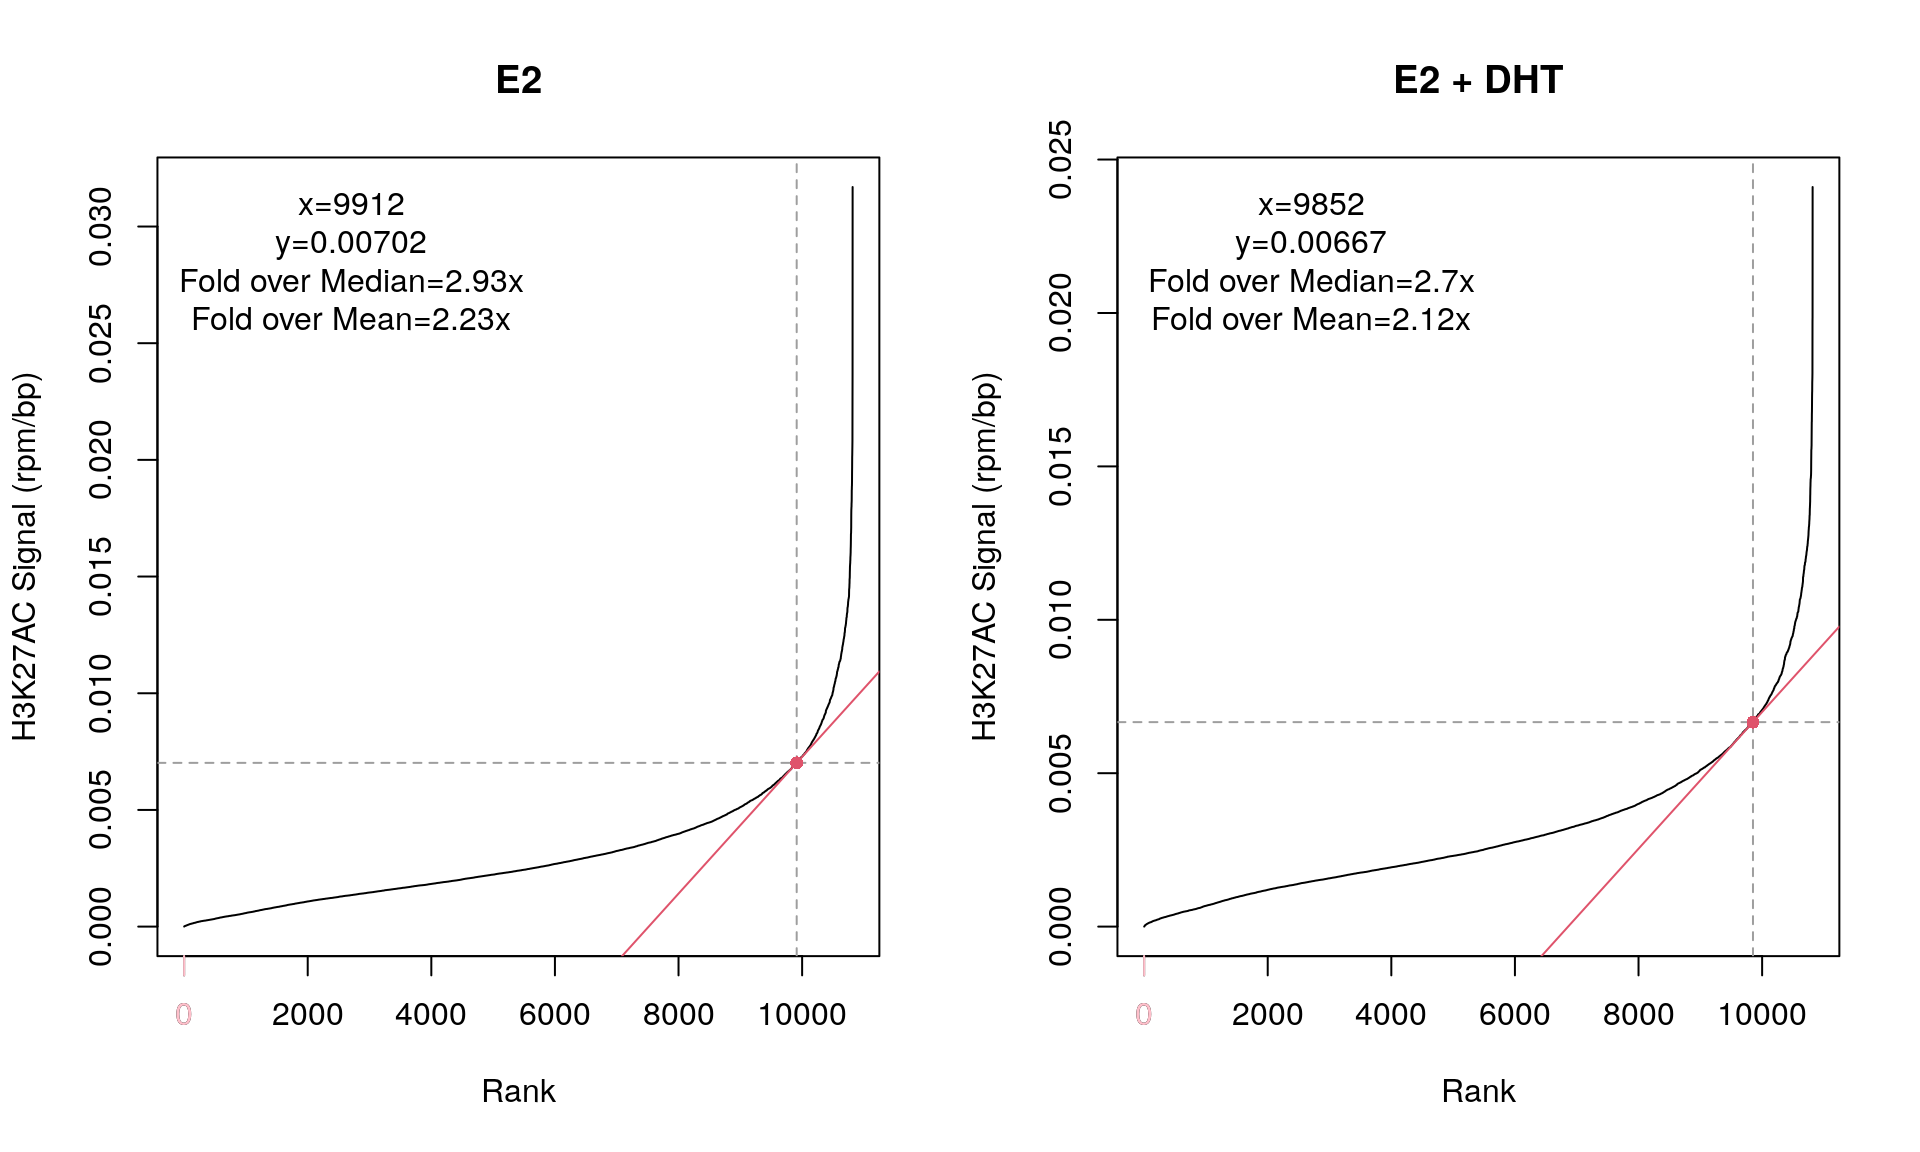 E2
x=9912
y=0.00702
Fold over Median=2.93x
Fold over Mean=2.23x
H3K27AC Signal (rpm/bp)
0.030
0.025
0.020
0.015
0.010
0.005
0.000
0 2000 4000 6000 8000 10000
Rank
E2 + DHT
x=9852
y=0.00667
Fold over Median=2.7x
Fold over Mean=2.12x
H3K27AC Signal (rpm/bp)
0.025
0.020
0.015
0.010
0.005
0.000
0 2000 4000 6000 8000 10000
Rank